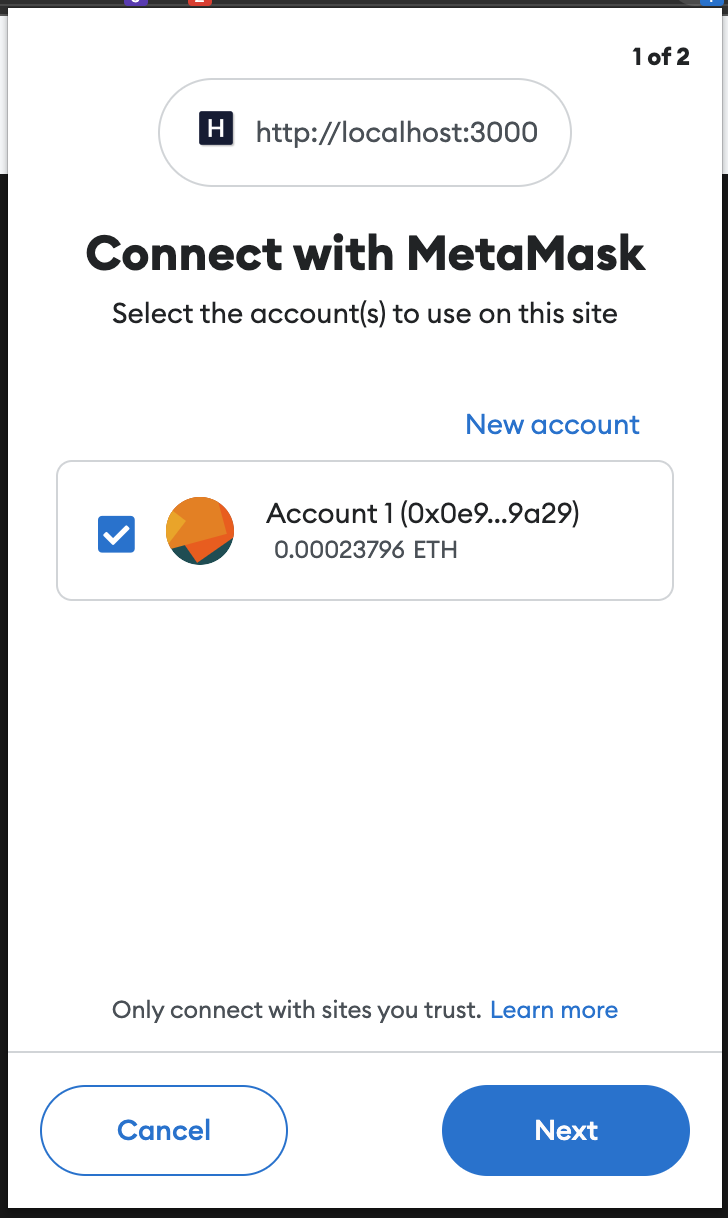 1 of 2
H http://localhost:3000
Connect with MetaMask
Select the account(s) to use on this site
New account
Account 1 (0x0e9...9a29)
0.00023796 ETH
Only connect with sites you trust. Learn more
Cancel Next